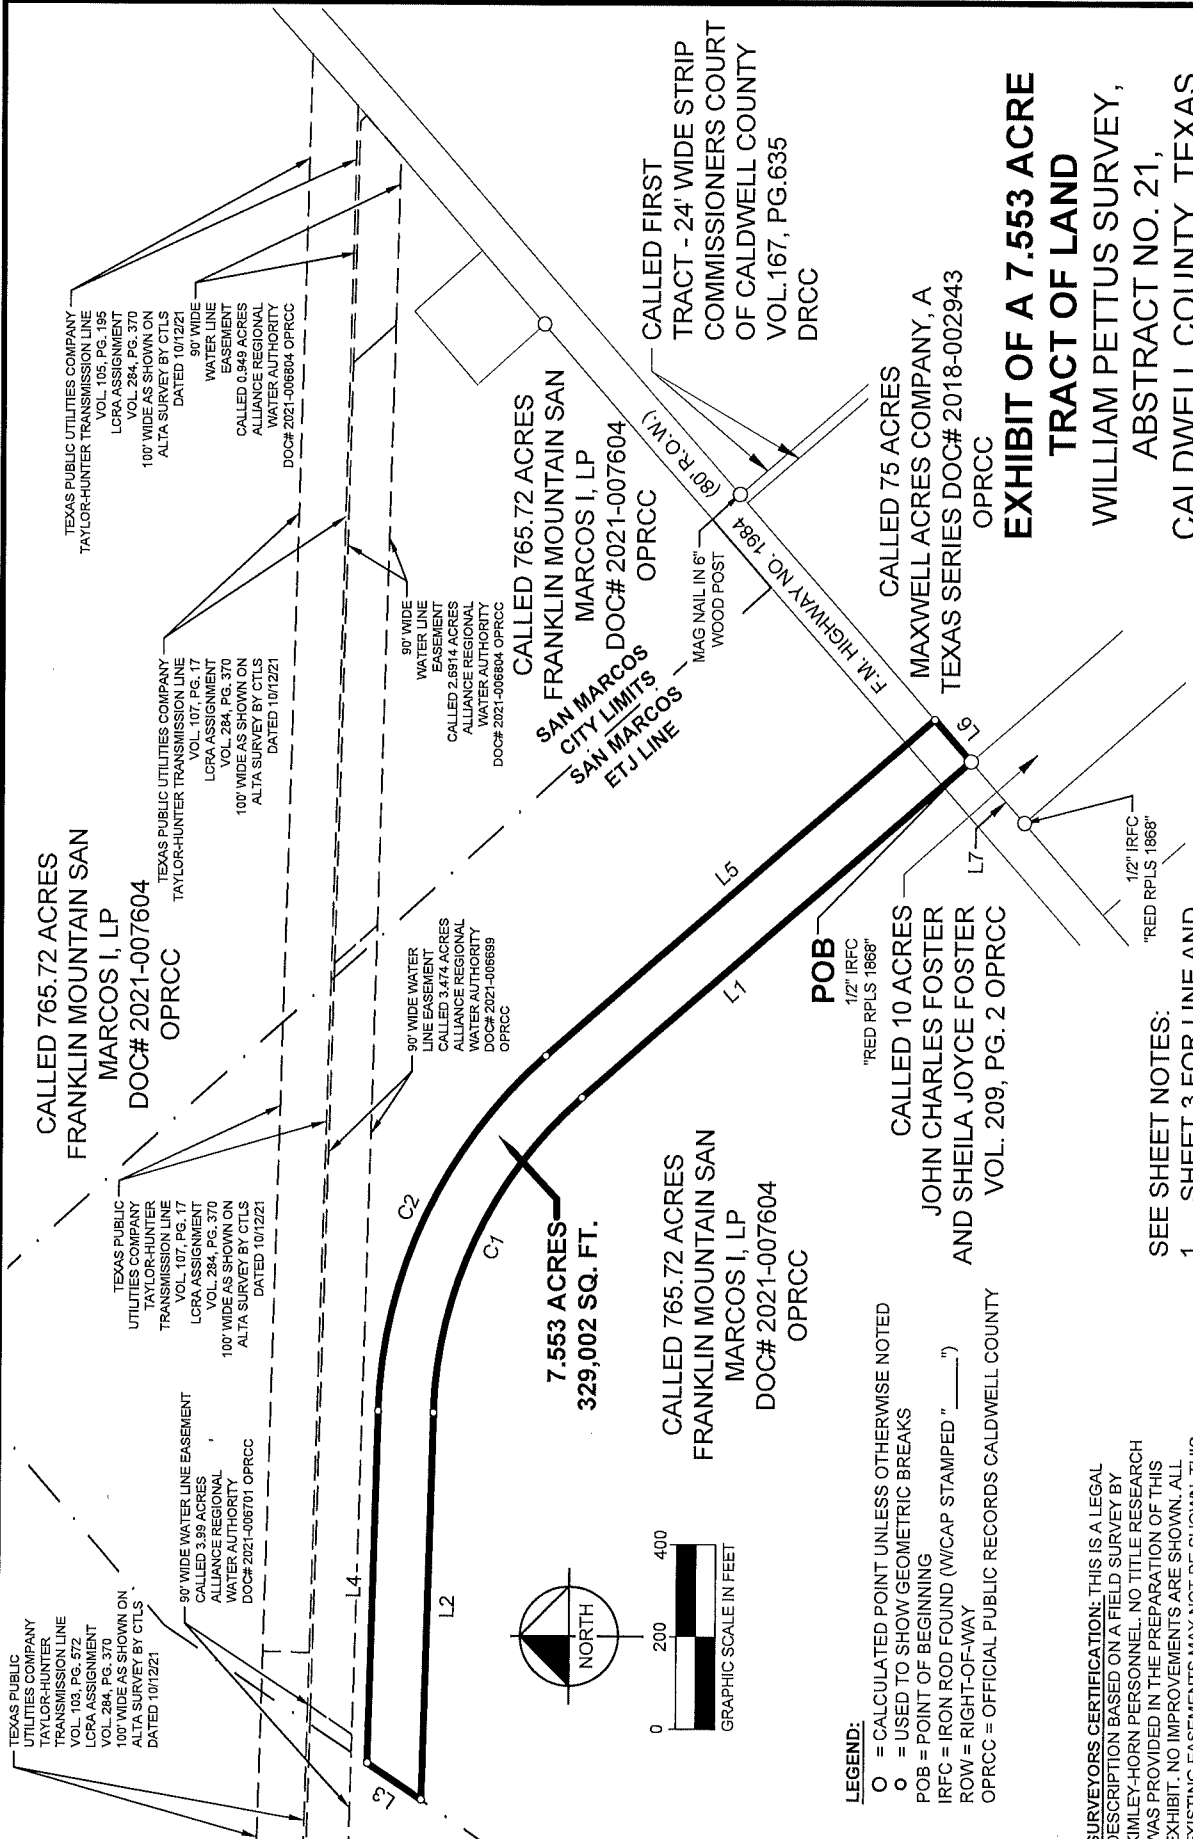 TEXAS PUBLIC
UTILITIES COMPANY
TAYLOR-HUNTER
TRANSMISSION LINE
VOL. 103, PG. 572
LCRA ASSIGNMENT
VOL. 284, PG. 370
100' WIDE AS SHOWN ON
ALTA SURVEY BY CTLS
DATED 10/12/21
90' WIDE WATER LINE EASEMENT
CALLED 3.99 ACRES
ALLIANCE REGIONAL
WATER AUTHORITY
DOC# 2021-006701 OPRCC
TEXAS PUBLIC
UTILITIES COMPANY
TAYLOR-HUNTER
TRANSMISSION LINE
VOL. 107, PG. 17
LCRA ASSIGNMENT
VOL. 284, PG. 370
100' WIDE AS SHOWN ON
ALTA SURVEY BY CTLS
DATED 10/12/21
CALLED 765.72 ACRES
FRANKLIN MOUNTAIN SAN
MARCOS I, LP
DOC# 2021-007604
OPRCC
TEXAS PUBLIC UTILITIES COMPANY
TAYLOR-HUNTER TRANSMISSION LINE
VOL. 107, PG. 17
LCRA ASSIGNMENT
VOL. 284, PG. 370
100' WIDE AS SHOWN ON
ALTA SURVEY BY CTLS
DATED 10/12/21
TEXAS PUBLIC UTILITIES COMPANY
TAYLOR-HUNTER TRANSMISSION LINE
VOL. 105, PG. 195
LCRA ASSIGNMENT
VOL. 284, PG. 370
100' WIDE AS SHOWN ON
ALTA SURVEY BY CTLS
DATED 10/12/21
90' WIDE
WATER LINE
EASEMENT
CALLED 0.949 ACRES
ALLIANCE REGIONAL
WATER AUTHORITY
DOC# 2021-006804 OPRCC
90' WIDE WATER
LINE EASEMENT
CALLED 3.474 ACRES
ALLIANCE REGIONAL
WATER AUTHORITY
DOC# 2021-006699
OPRCC
90' WIDE
WATER LINE
EASEMENT
CALLED 2.6914 ACRES
ALLIANCE REGIONAL
WATER AUTHORITY
DOC# 2021-006804 OPRCC
CALLED 765.72 ACRES
FRANKLIN MOUNTAIN SAN
MARCOS I, LP
DOC# 2021-007604
OPRCC
SAN MARCOS
CITY LIMITS
SAN MARCOS
ETJ LINE
MAG NAIL IN 6"
WOOD POST
F.M. HIGHWAY NO. 1984 (80' R.O.W.)
CALLED FIRST
TRACT - 24' WIDE STRIP
COMMISSIONERS COURT
OF CALDWELL COUNTY
VOL.167, PG.635
DRCC
L3
L4
L2
C2
C1
L5
L1
L6
L7
7.553 ACRES
329,002 SQ. FT.
CALLED 765.72 ACRES
FRANKLIN MOUNTAIN SAN
MARCOS I, LP
DOC# 2021-007604
OPRCC
POB
1/2" IRFC
"RED RPLS 1868"
CALLED 10 ACRES
JOHN CHARLES FOSTER
AND SHEILA JOYCE FOSTER
VOL. 209, PG. 2 OPRCC
1/2" IRFC
"RED RPLS 1868"
CALLED 75 ACRES
MAXWELL ACRES COMPANY, A
TEXAS SERIES DOC# 2018-002943
OPRCC
NORTH
0 200 400
GRAPHIC SCALE IN FEET
LEGEND:
O = CALCULATED POINT UNLESS OTHERWISE NOTED
o = USED TO SHOW GEOMETRIC BREAKS
POB = POINT OF BEGINNING
IRFC = IRON ROD FOUND (W/CAP STAMPED "_____")
ROW = RIGHT-OF-WAY
OPRCC = OFFICIAL PUBLIC RECORDS CALDWELL COUNTY
SURVEYORS CERTIFICATION: THIS IS A LEGAL
DESCRIPTION BASED ON A FIELD SURVEY BY
KIMLEY-HORN PERSONNEL. NO TITLE RESEARCH
WAS PROVIDED IN THE PREPARATION OF THIS
EXHIBIT. NO IMPROVEMENTS ARE SHOWN. ALL
EXISTING EASEMENTS MAY NOT BE SHOWN. THIS
SEE SHEET NOTES:
1. SHEET 3 FOR LINE AND
EXHIBIT OF A 7.553 ACRE
TRACT OF LAND
WILLIAM PETTUS SURVEY,
ABSTRACT NO. 21,
CALDWELL COUNTY, TEXAS